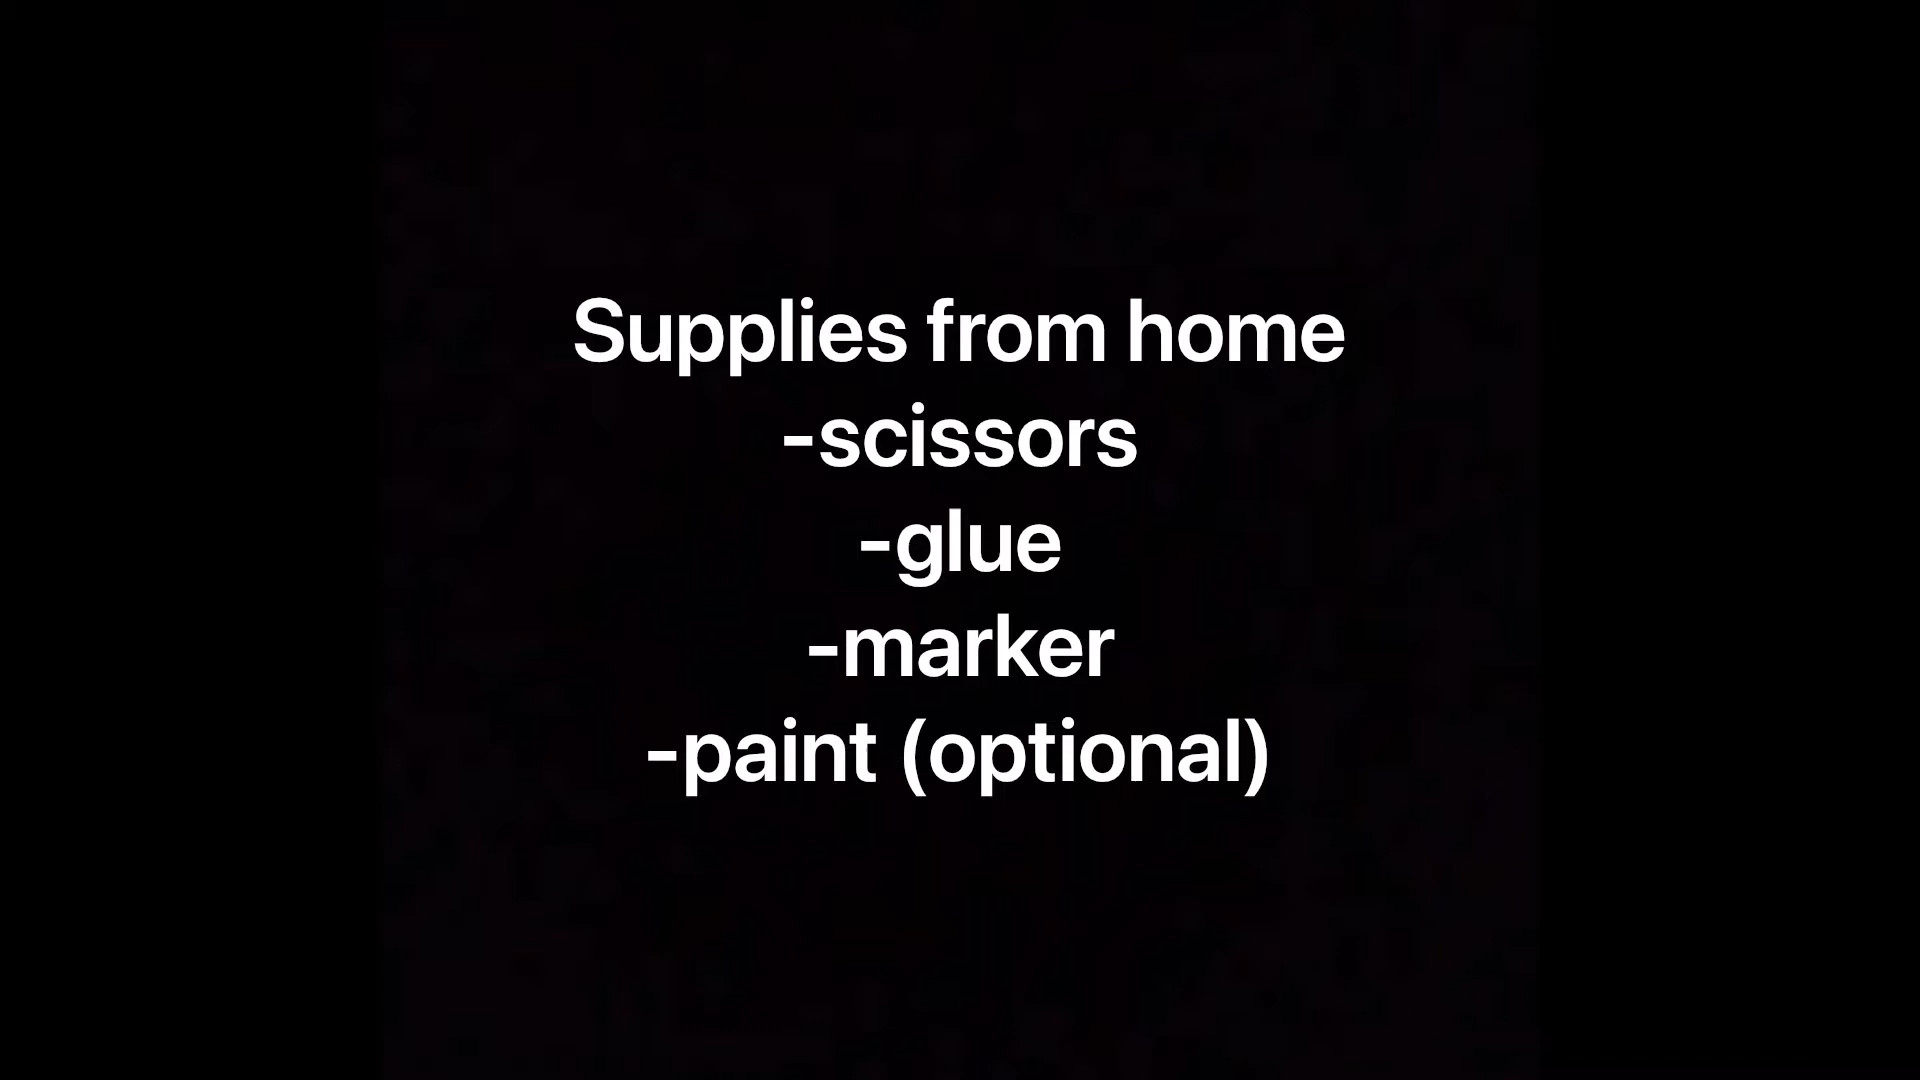 Supplies from home
-scissors
-glue
-marker
-paint (optional)